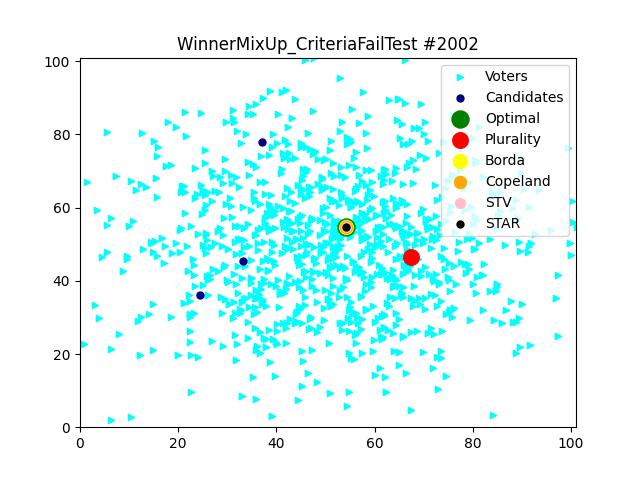 WinnerMixUp_CriteriaFailTest #2002
100
80
60
40
20
0
0 20 40 60 80 100
Voters
Candidates
Optimal
Plurality
Borda
Copeland
STV
STAR